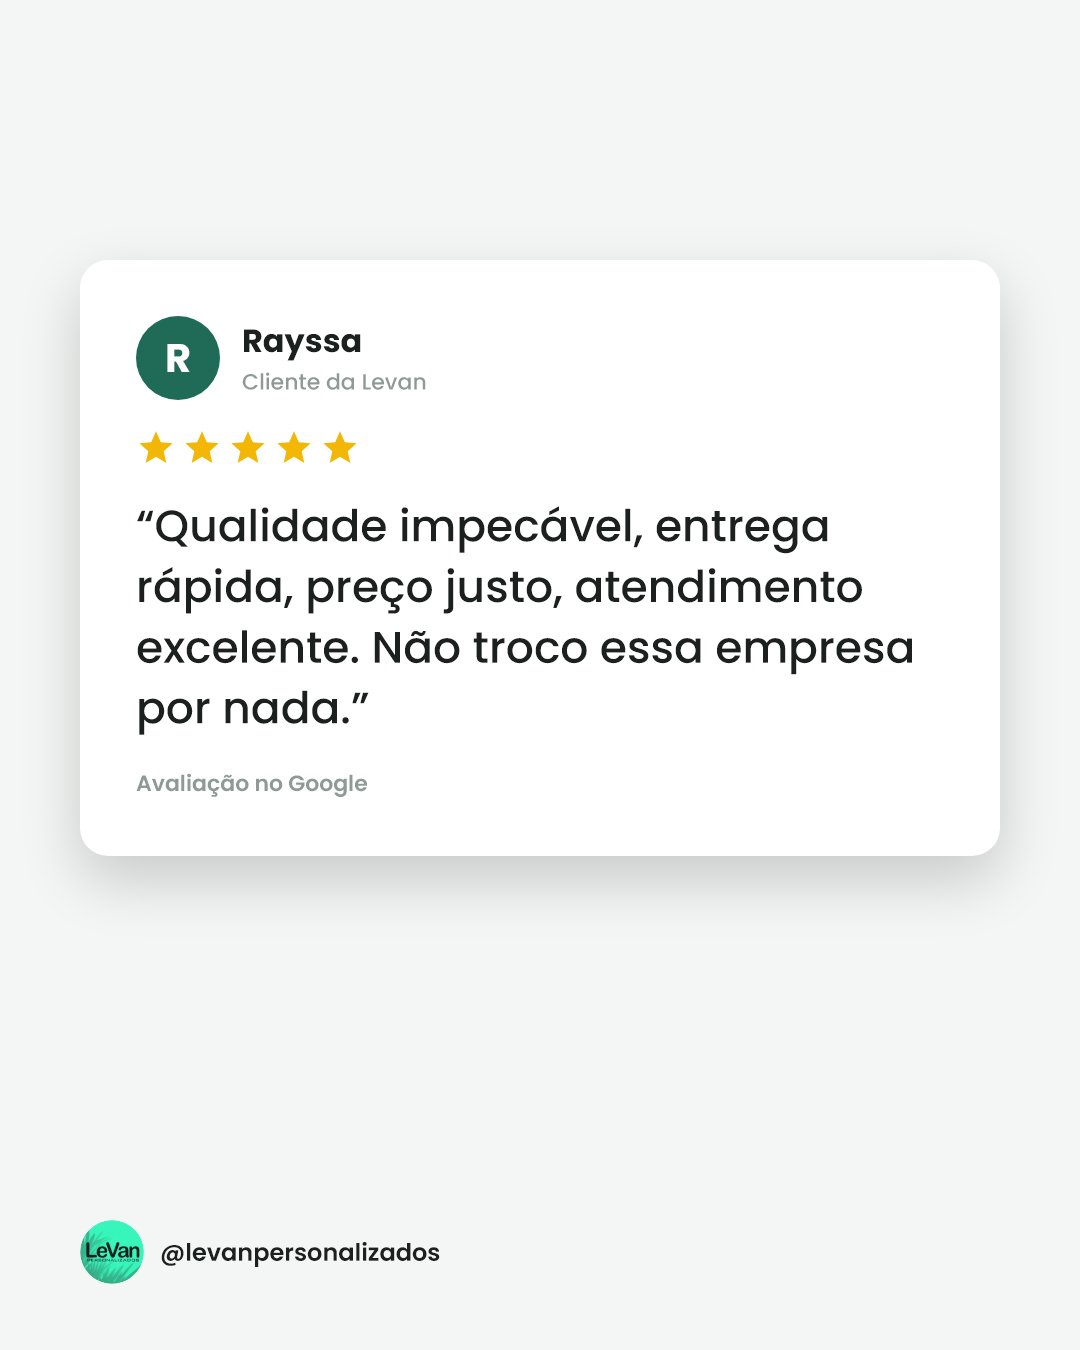 R
Rayssa
Cliente da Levan
“Qualidade impecável, entrega
rápida, preço justo, atendimento
excelente. Não troco essa empresa
por nada.”
Avaliação no Google
LeVan
PERSONALIZADOS
@levanpersonalizados